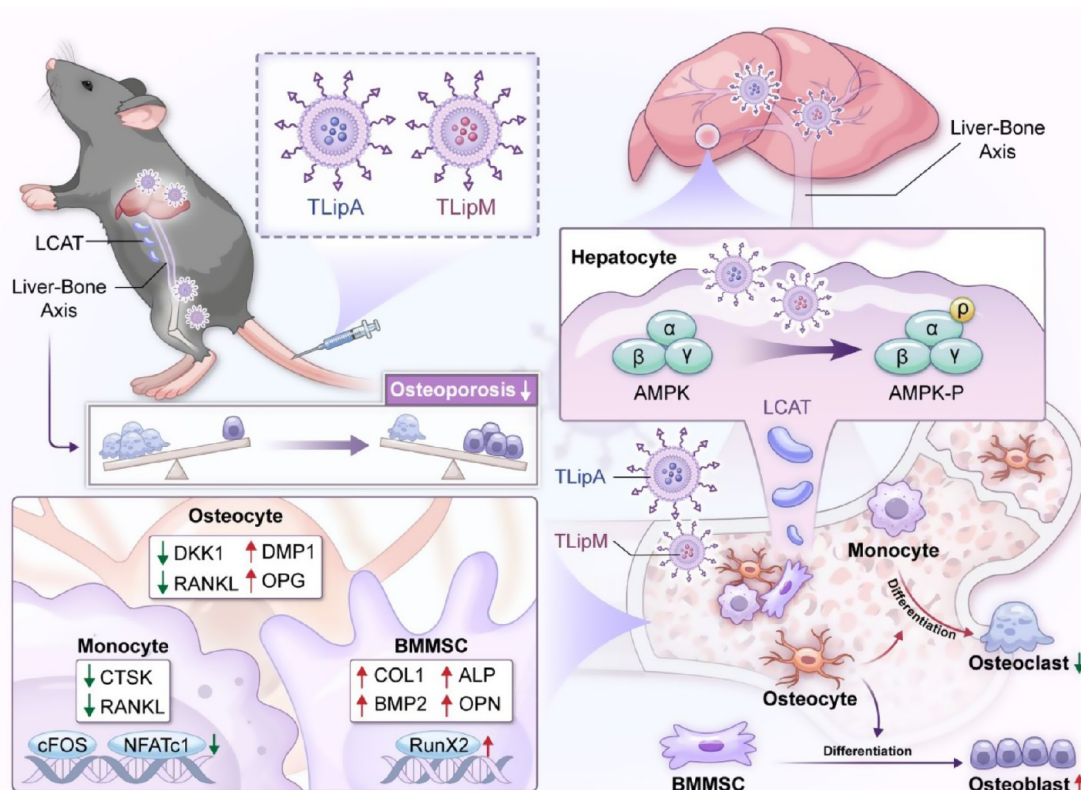 TLipA
TLipM
LCAT
Liver-Bone
Axis
Osteoporosis ↓
Osteocyte
↓ DKK1 ↑ DMP1
↓ RANKL ↑ OPG
Monocyte
↓ CTSK
↓ RANKL
cFOS NFATc1 ↓
BMMSC
↑ COL1 ↑ ALP
↑ BMP2 ↑ OPN
RunX2 ↑
Liver-Bone
Axis
Hepatocyte
α
β γ
AMPK
ρ
α
β γ
AMPK-P
LCAT
TLipA
TLipM
Monocyte
Differentiation
Osteoclast ↓
Osteocyte
Differentiation
BMMSC
Osteoblast ↑